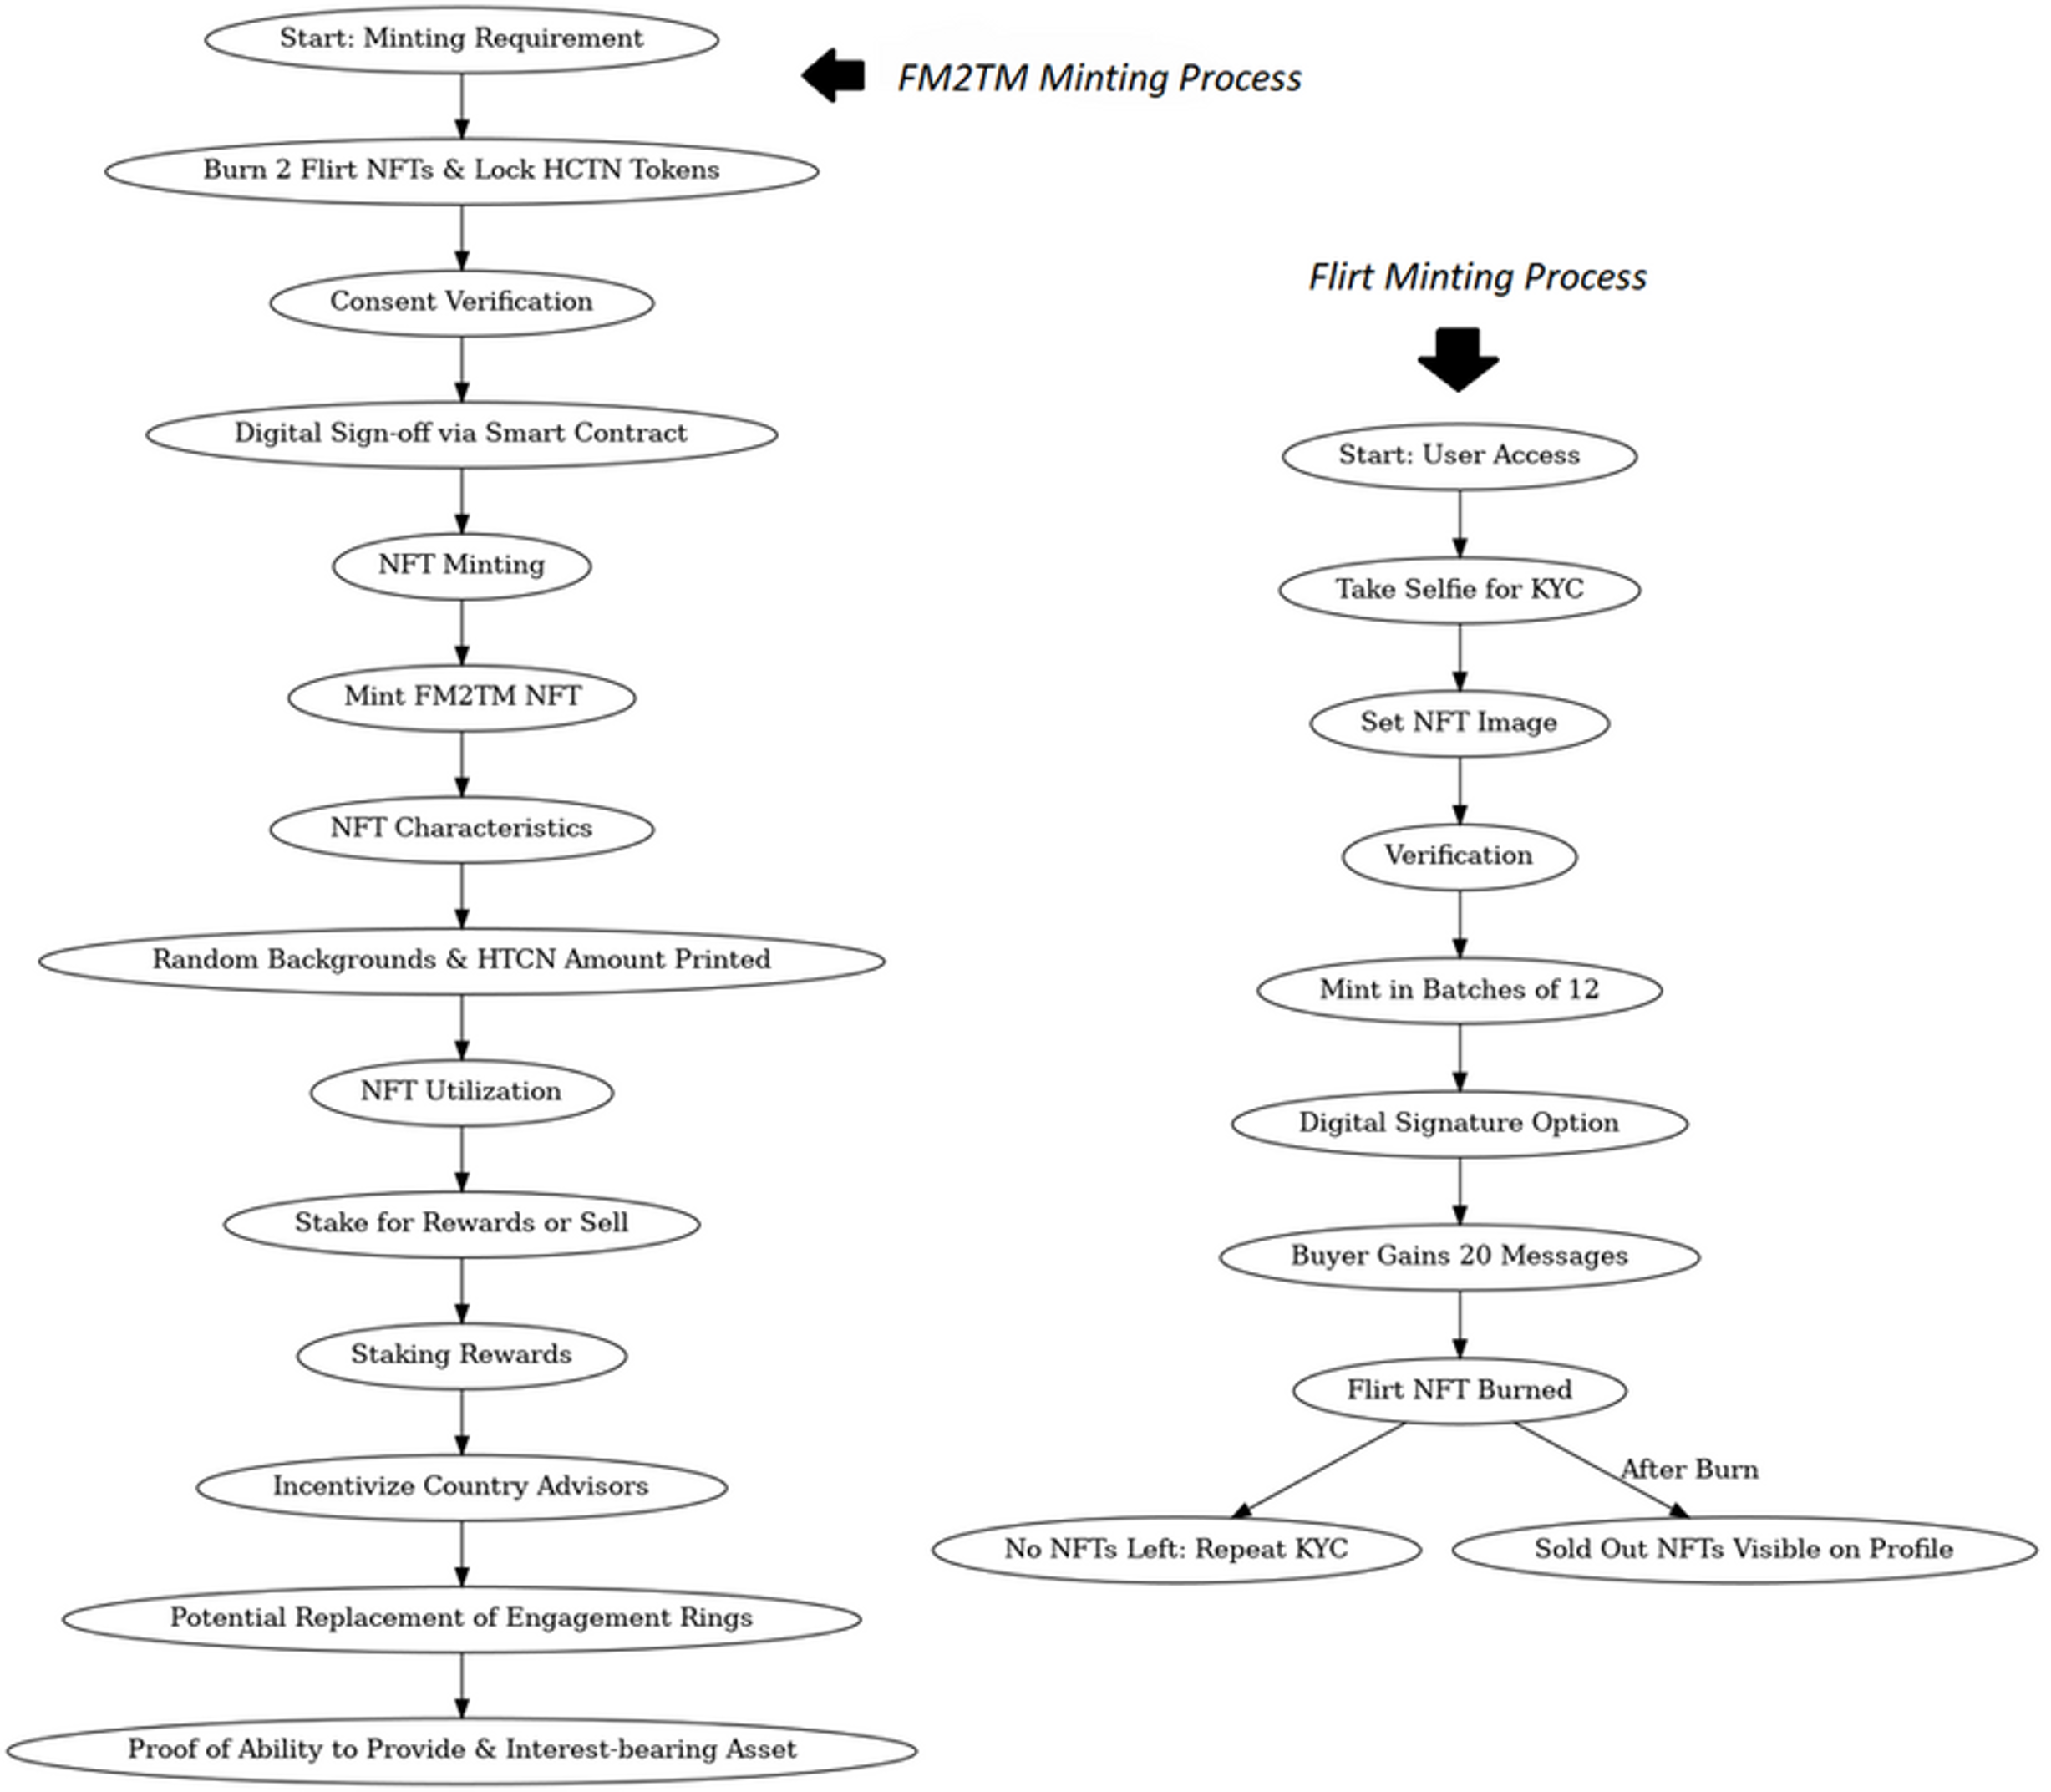 Start: Minting Requirement
FM2TM Minting Process
Burn 2 Flirt NFTs & Lock HCTN Tokens
Consent Verification
Digital Sign-off via Smart Contract
NFT Minting
Mint FM2TM NFT
NFT Characteristics
Random Backgrounds & HTCN Amount Printed
NFT Utilization
Stake for Rewards or Sell
Staking Rewards
Incentivize Country Advisors
Potential Replacement of Engagement Rings
Proof of Ability to Provide & Interest-bearing Asset
Flirt Minting Process
Start: User Access
Take Selfie for KYC
Set NFT Image
Verification
Mint in Batches of 12
Digital Signature Option
Buyer Gains 20 Messages
Flirt NFT Burned
After Burn
No NFTs Left: Repeat KYC
Sold Out NFTs Visible on Profile